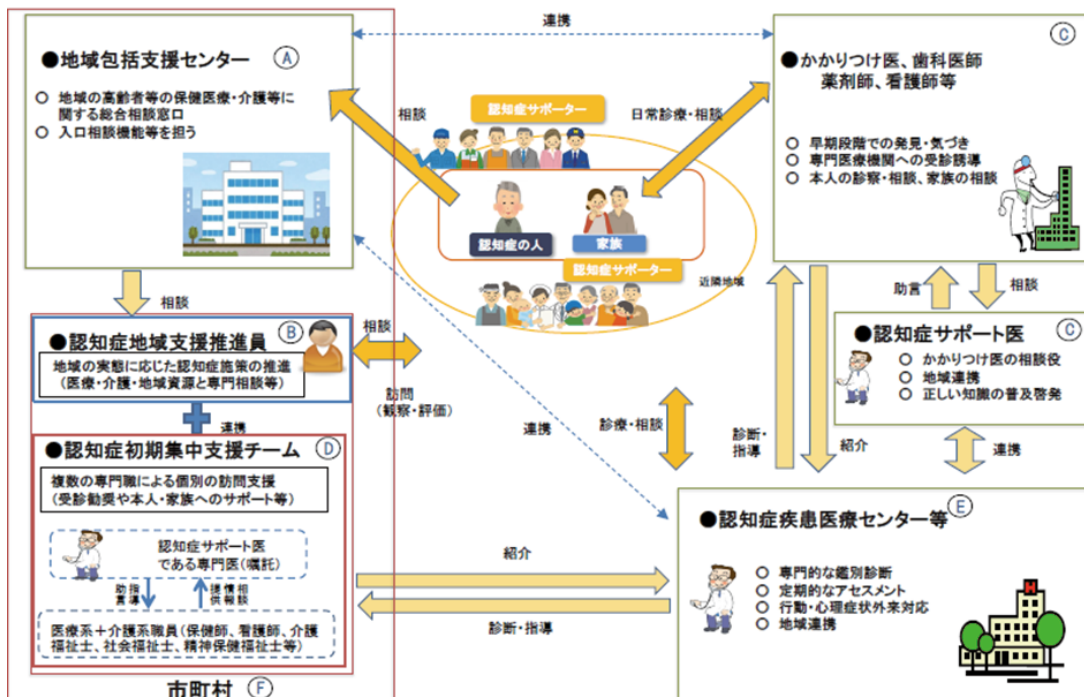 連携
●地域包括支援センター Ⓐ
○ 地域の高齢者等の保健医療・介護等に
関する総合相談窓口
○ 入口相談機能等を担う
相談
認知症サポーター
日常診療・相談
認知症の人
家族
認知症サポーター
近隣地域
Ⓒ
●かかりつけ医、歯科医師
薬剤師、看護師等
○ 早期段階での発見・気づき
○ 専門医療機関への受診誘導
○ 本人の診察・相談、家族の相談
相談
●認知症地域支援推進員 Ⓑ
地域の実態に応じた認知症施策の推進
(医療・介護・地域資源と専門相談等)
相談
訪問
(観察・評価)
連携
連携
診療・相談
診断・
指導
紹介
助言
相談
●認知症サポート医 Ⓒ
○ かかりつけ医の相談役
○ 地域連携
○ 正しい知識の普及啓発
連携
●認知症初期集中支援チーム Ⓓ
複数の専門職による個別の訪問支援
(受診勧奨や本人・家族へのサポート等)
認知症サポート医
である専門医(嘱託)
助言
指導
提供
情報
相談
医療系+介護系職員(保健師、看護師、介護
福祉士、社会福祉士、精神保健福祉士等)
紹介
診断・指導
●認知症疾患医療センター等 Ⓔ
○ 専門的な鑑別診断
○ 定期的なアセスメント
○ 行動・心理症状外来対応
○ 地域連携
H
市町村 Ⓕ